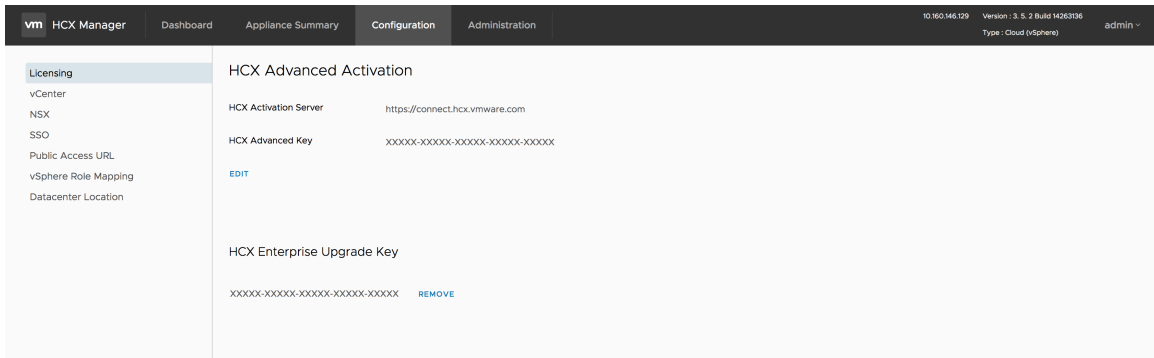 vm HCX Manager Dashboard Appliance Summary Configuration Administration 10.160.146.129 Version : 3. 5. 2 Build 14263136 admin
Type : Cloud (vSphere)
Licensing
vCenter
NSX
SSO
Public Access URL
vSphere Role Mapping
Datacenter Location
HCX Advanced Activation
HCX Activation Server https://connect.hcx.vmware.com
HCX Advanced Key XXXXX-XXXXX-XXXXX-XXXXX-XXXXX
EDIT
HCX Enterprise Upgrade Key
XXXXX-XXXXX-XXXXX-XXXXX-XXXXX REMOVE